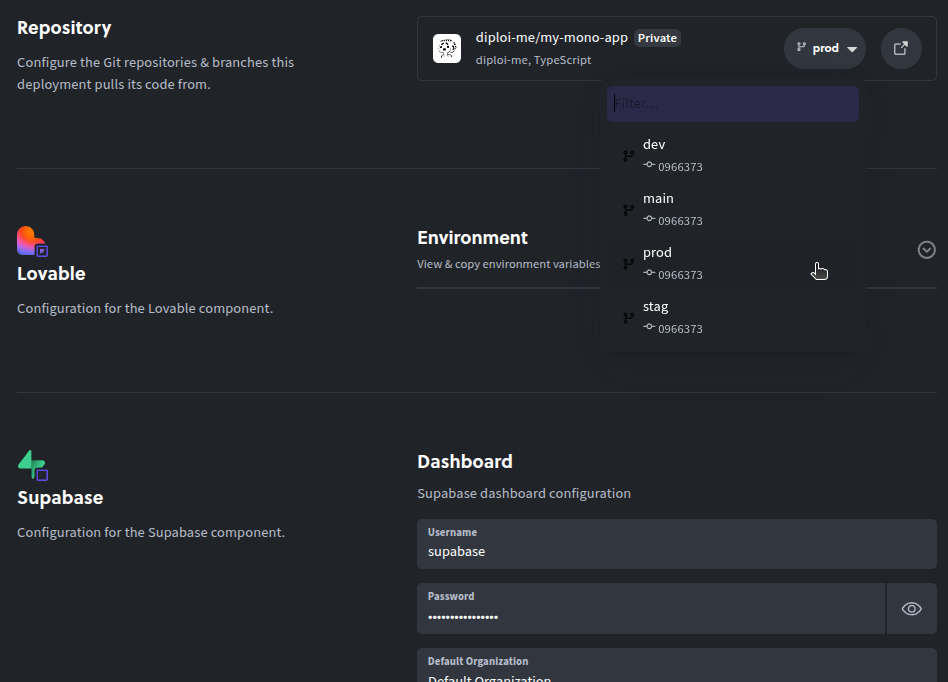 Repository
Configure the Git repositories & branches this
deployment pulls its code from.
diploi-me/my-mono-app Private
diploi-me, TypeScript
prod
Filter...
dev
0966373
main
0966373
prod
0966373
stag
0966373
Lovable
Configuration for the Lovable component.
Environment
View & copy environment variables
Supabase
Configuration for the Supabase component.
Dashboard
Supabase dashboard configuration
Username
supabase
Password
•••••••••••••••
Default Organization
Default Organization